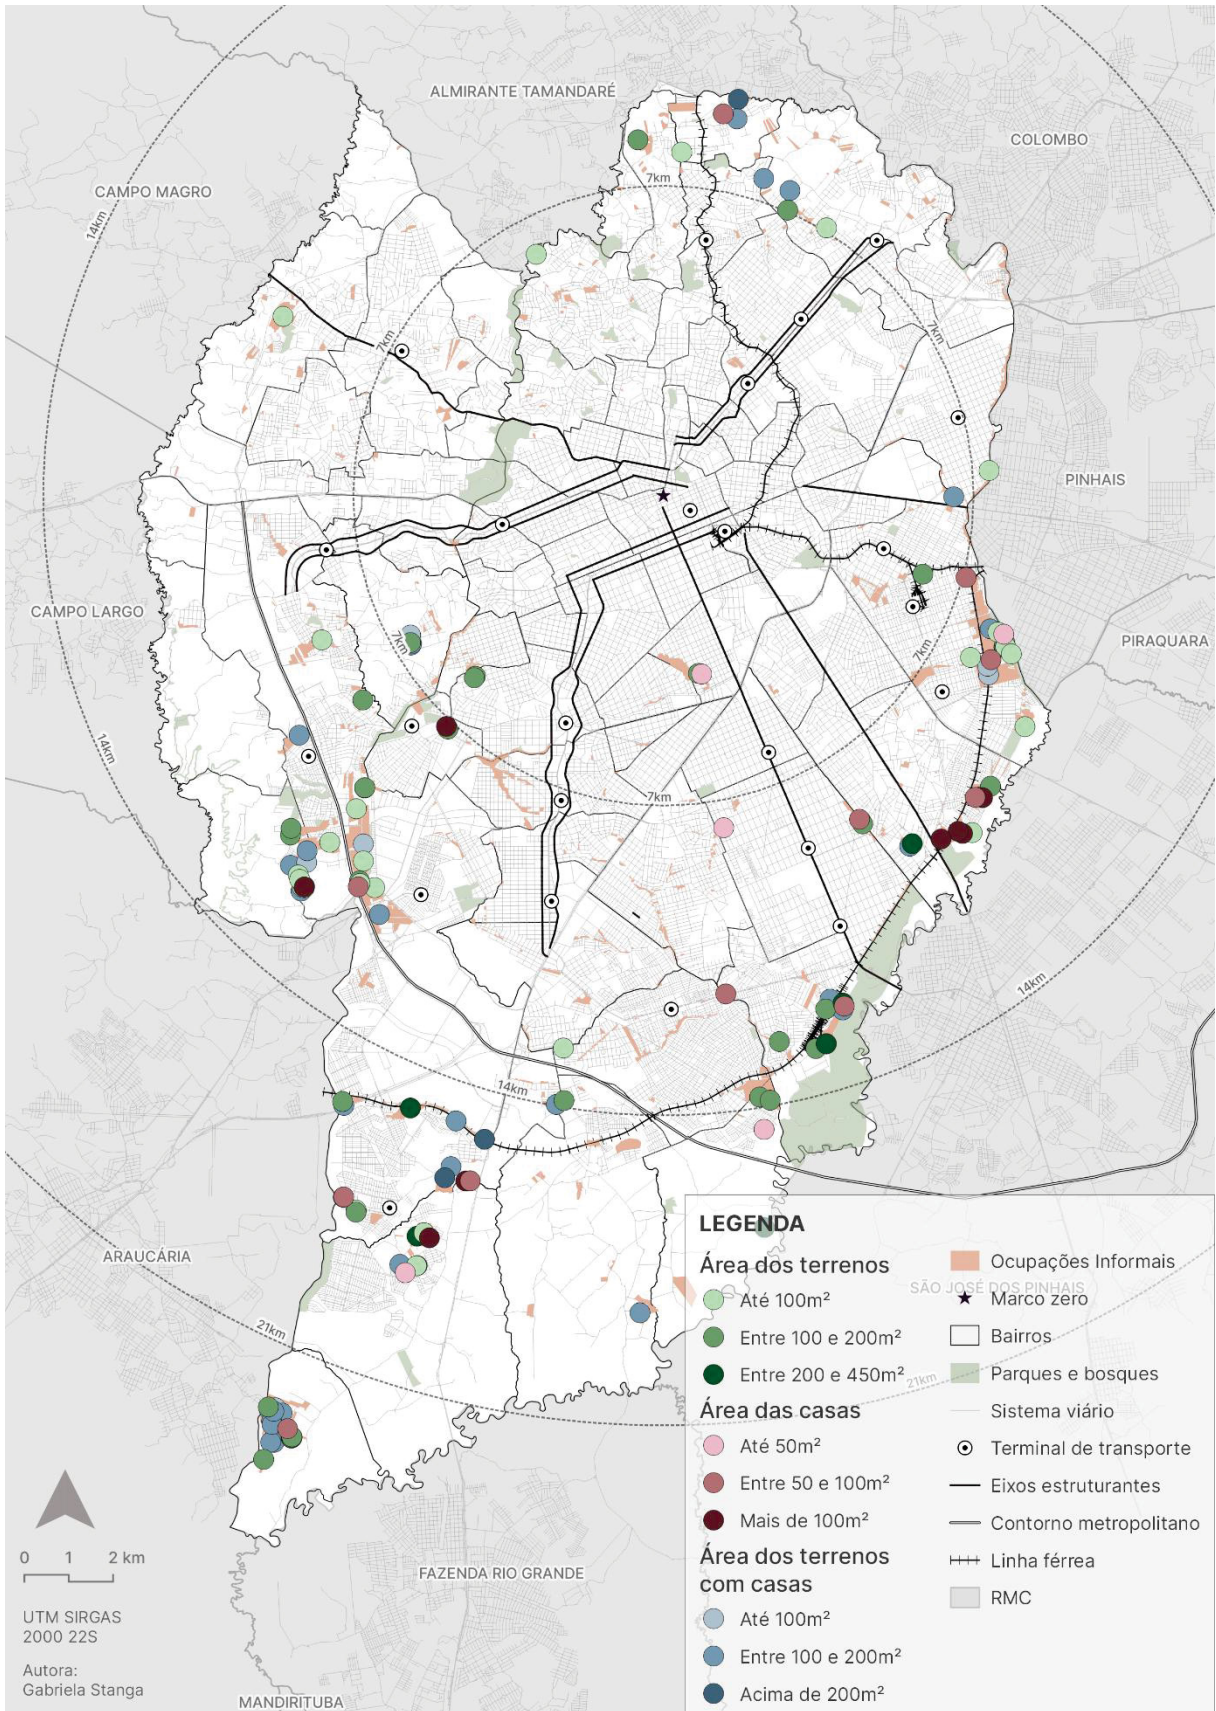 ALMIRANTE TAMANDARÉ
COLOMBO
CAMPO MAGRO
7km
14km
7km
7km
PINHAIS
CAMPO LARGO
PIRAQUARA
7km
7km
14km
7km
14km
14km
ARAUCÁRIA
21km
LEGENDA
Área dos terrenos
Até 100m²
Entre 100 e 200m²
Entre 200 e 450m²
Área das casas
Até 50m²
Entre 50 e 100m²
Mais de 100m²
Área dos terrenos
com casas
Até 100m²
Entre 100 e 200m²
Acima de 200m²
Ocupações Informais
SÃO JOSÉ DOS PINHAIS
Marco zero
Bairros
Parques e bosques
21km
Sistema viário
Terminal de transporte
Eixos estruturantes
Contorno metropolitano
Linha férrea
RMC
0 1 2 km
UTM SIRGAS
2000 22S
Autora:
Gabriela Stanga
FAZENDA RIO GRANDE
MANDIRITUBA